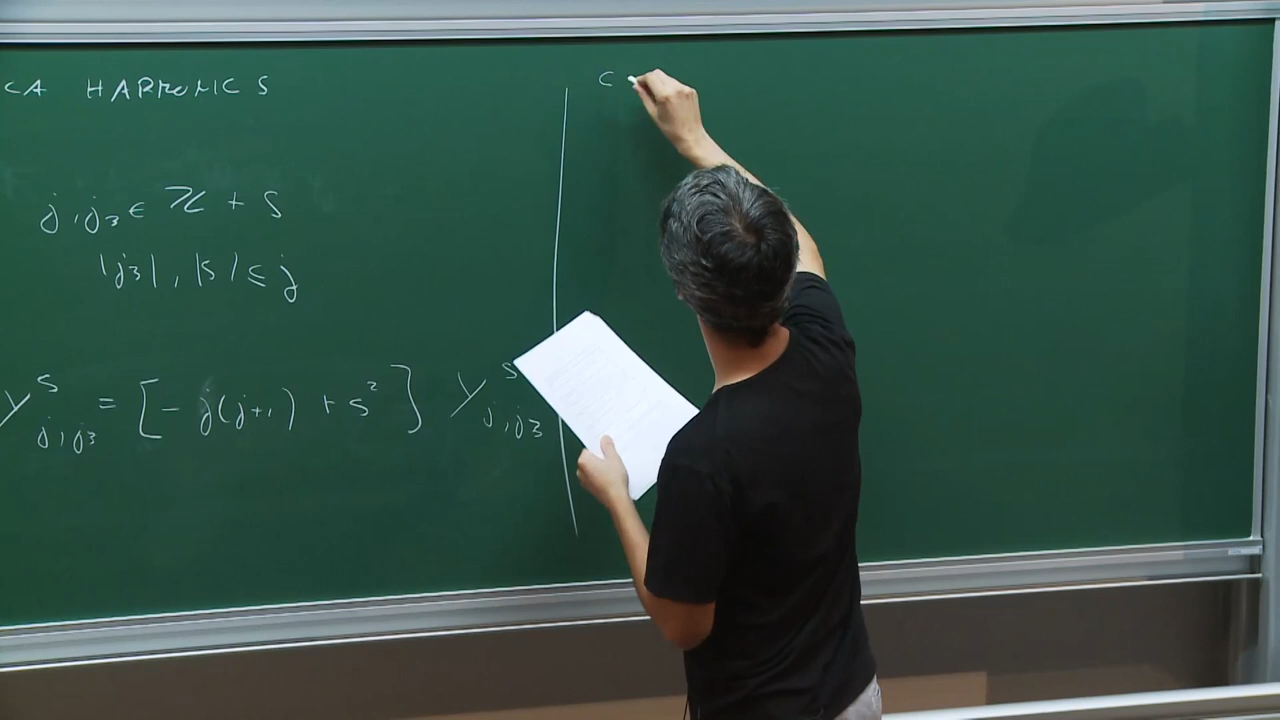 CA HARMONICS
j, j₃ ∈ ℤ + s
|j₃|, |s| ≤ j
Y^s_{j,j₃} = [-j(j+1) + s²] Y^s_{j,j₃}
C